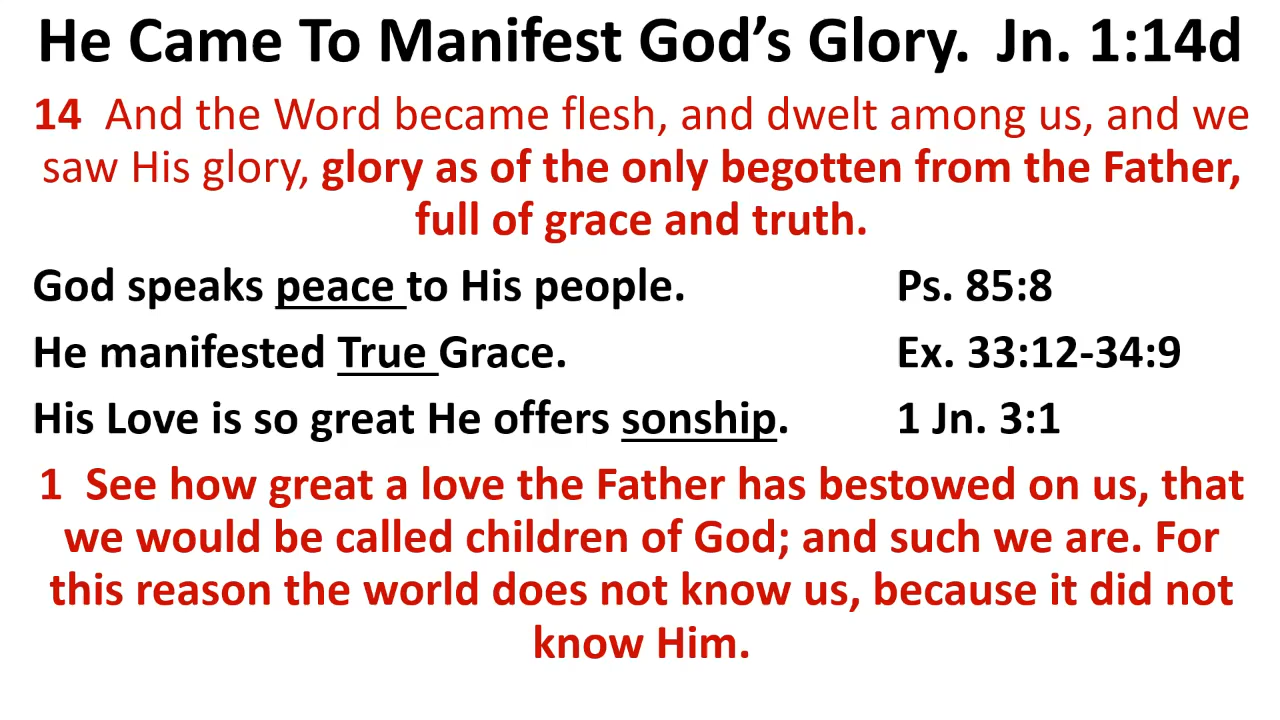 He Came To Manifest God’s Glory.  Jn. 1:14d
14  And the Word became flesh, and dwelt among us, and we
saw His glory, glory as of the only begotten from the Father,
full of grace and truth.
God speaks peace to His people. Ps. 85:8
He manifested True Grace. Ex. 33:12-34:9
His Love is so great He offers sonship. 1 Jn. 3:1
1  See how great a love the Father has bestowed on us, that
we would be called children of God; and such we are. For
this reason the world does not know us, because it did not
know Him.